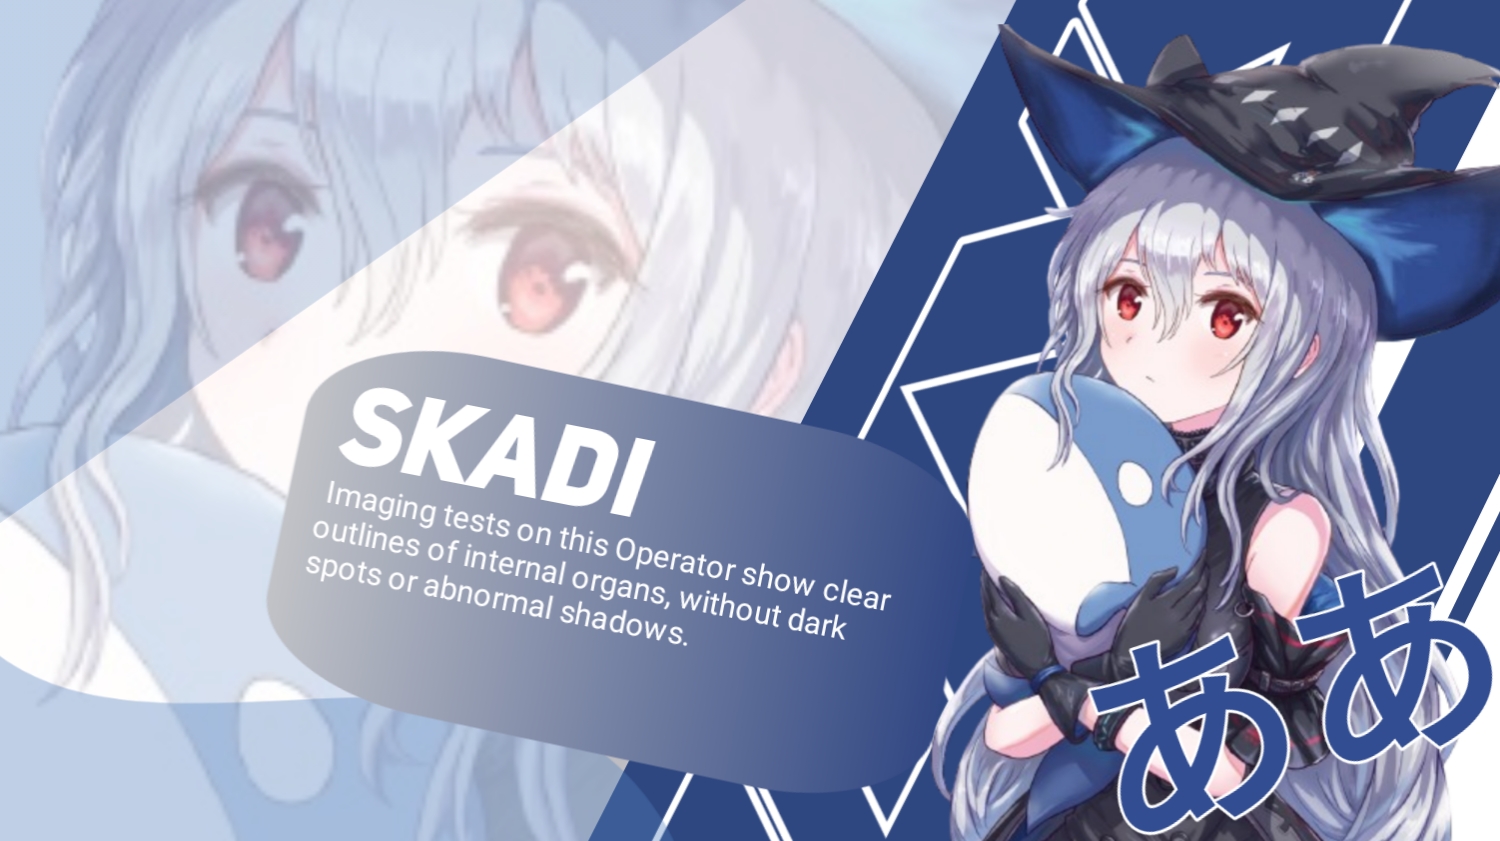 SKADI
Imaging tests on this Operator show clear
outlines of internal organs, without dark
spots or abnormal shadows.
ああ